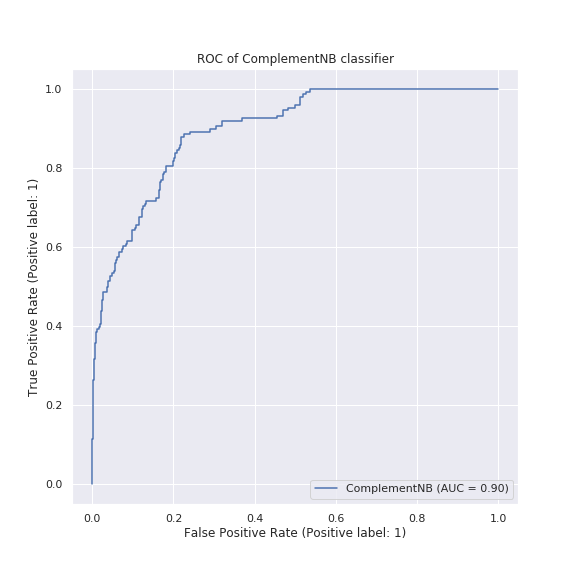 ROC of ComplementNB classifier
1.0
0.8
0.6
0.4
0.2
0.0
True Positive Rate (Positive label: 1)
ComplementNB (AUC = 0.90)
0.0 0.2 0.4 0.6 0.8 1.0
False Positive Rate (Positive label: 1)